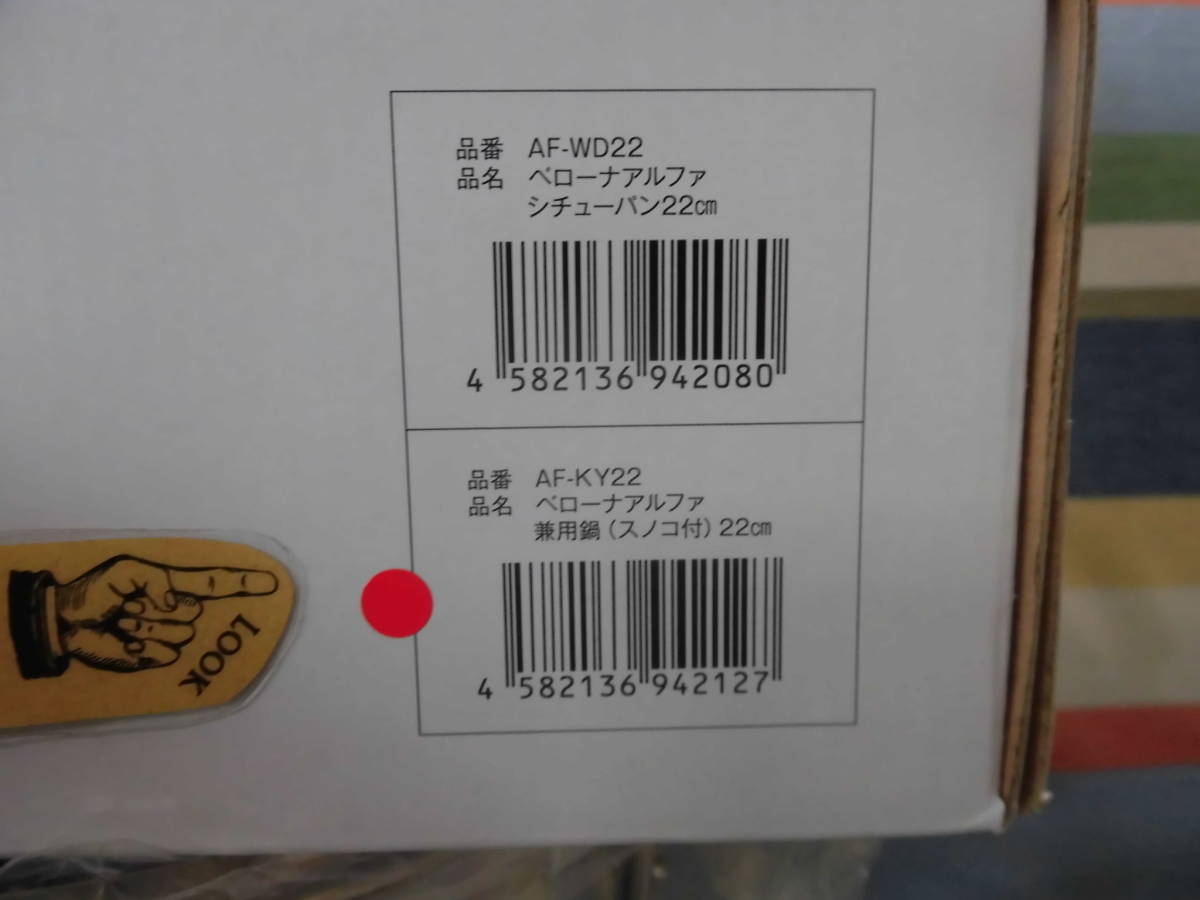 品番 AF-WD22
品名 ベローナアルファ
シチューパン22㎝
4 582136 942080
品番 AF-KY22
品名 ベローナアルファ
兼用鍋(スノコ付)22㎝
4 582136 942127
LOOK